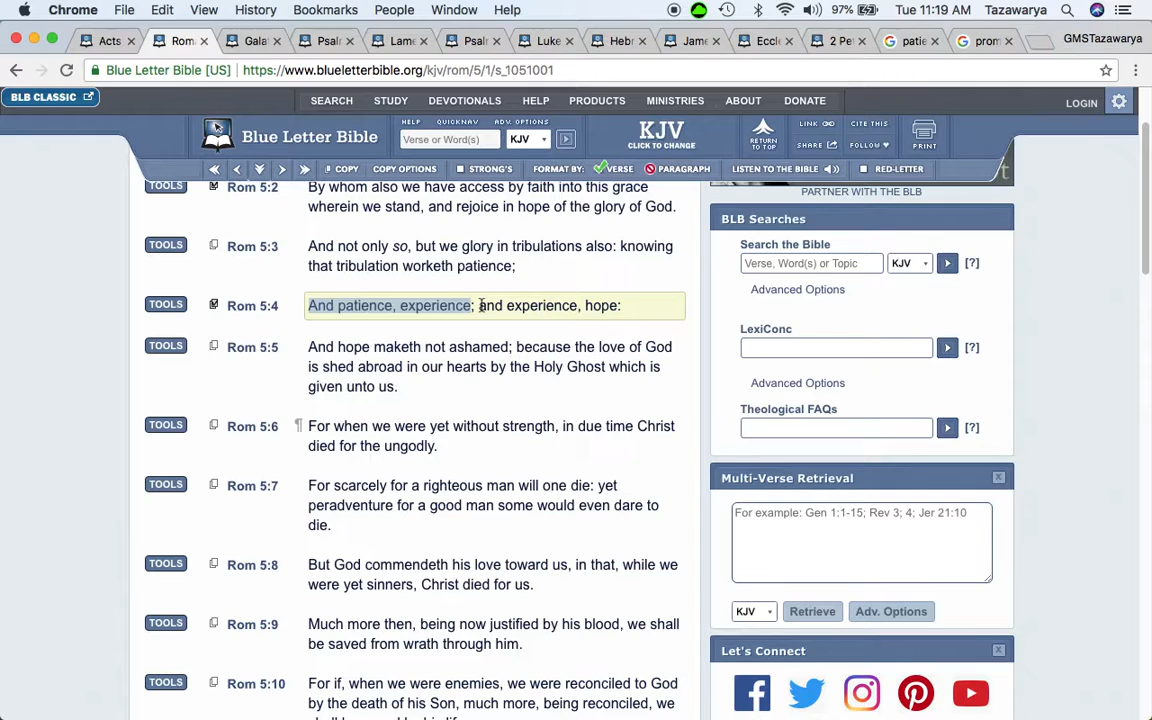 Chrome File Edit View History Bookmarks People Window Help 97% Tue 11:19 AM Tazawarya
Acts Rom Gala Psalr Lame Psalr Luke Hebr Jame Eccle 2 Pet patie prom GMSTazawarya
Blue Letter Bible [US] https://www.blueletterbible.org/kjv/rom/5/1/s_1051001
BLB CLASSIC SEARCH STUDY DEVOTIONALS HELP PRODUCTS MINISTRIES ABOUT DONATE LOGIN
HELP QUICKNAV ADV. OPTIONS
Blue Letter Bible Verse or Word(s) KJV KJV CLICK TO CHANGE RETURN TO TOP LINK CITE THIS SHARE FOLLOW PRINT
COPY COPY OPTIONS STRONG'S FORMAT BY: VERSE PARAGRAPH LISTEN TO THE BIBLE RED-LETTER
TOOLS Rom 5:2 By whom also we have access by faith into this grace
wherein we stand, and rejoice in hope of the glory of God.
TOOLS Rom 5:3 And not only so, but we glory in tribulations also: knowing
that tribulation worketh patience;
TOOLS Rom 5:4 And patience, experience; and experience, hope:
TOOLS Rom 5:5 And hope maketh not ashamed; because the love of God
is shed abroad in our hearts by the Holy Ghost which is
given unto us.
TOOLS Rom 5:6 ¶ For when we were yet without strength, in due time Christ
died for the ungodly.
TOOLS Rom 5:7 For scarcely for a righteous man will one die: yet
peradventure for a good man some would even dare to
die.
TOOLS Rom 5:8 But God commendeth his love toward us, in that, while we
were yet sinners, Christ died for us.
TOOLS Rom 5:9 Much more then, being now justified by his blood, we shall
be saved from wrath through him.
TOOLS Rom 5:10 For if, when we were enemies, we were reconciled to God
by the death of his Son, much more, being reconciled, we
PARTNER WITH THE BLB
BLB Searches
Search the Bible
Verse, Word(s) or Topic KJV [?]
Advanced Options
LexiConc
[?]
Advanced Options
Theological FAQs
[?]
Multi-Verse Retrieval x
For example: Gen 1:1-15; Rev 3; 4; Jer 21:10
KJV Retrieve Adv. Options
Let's Connect x